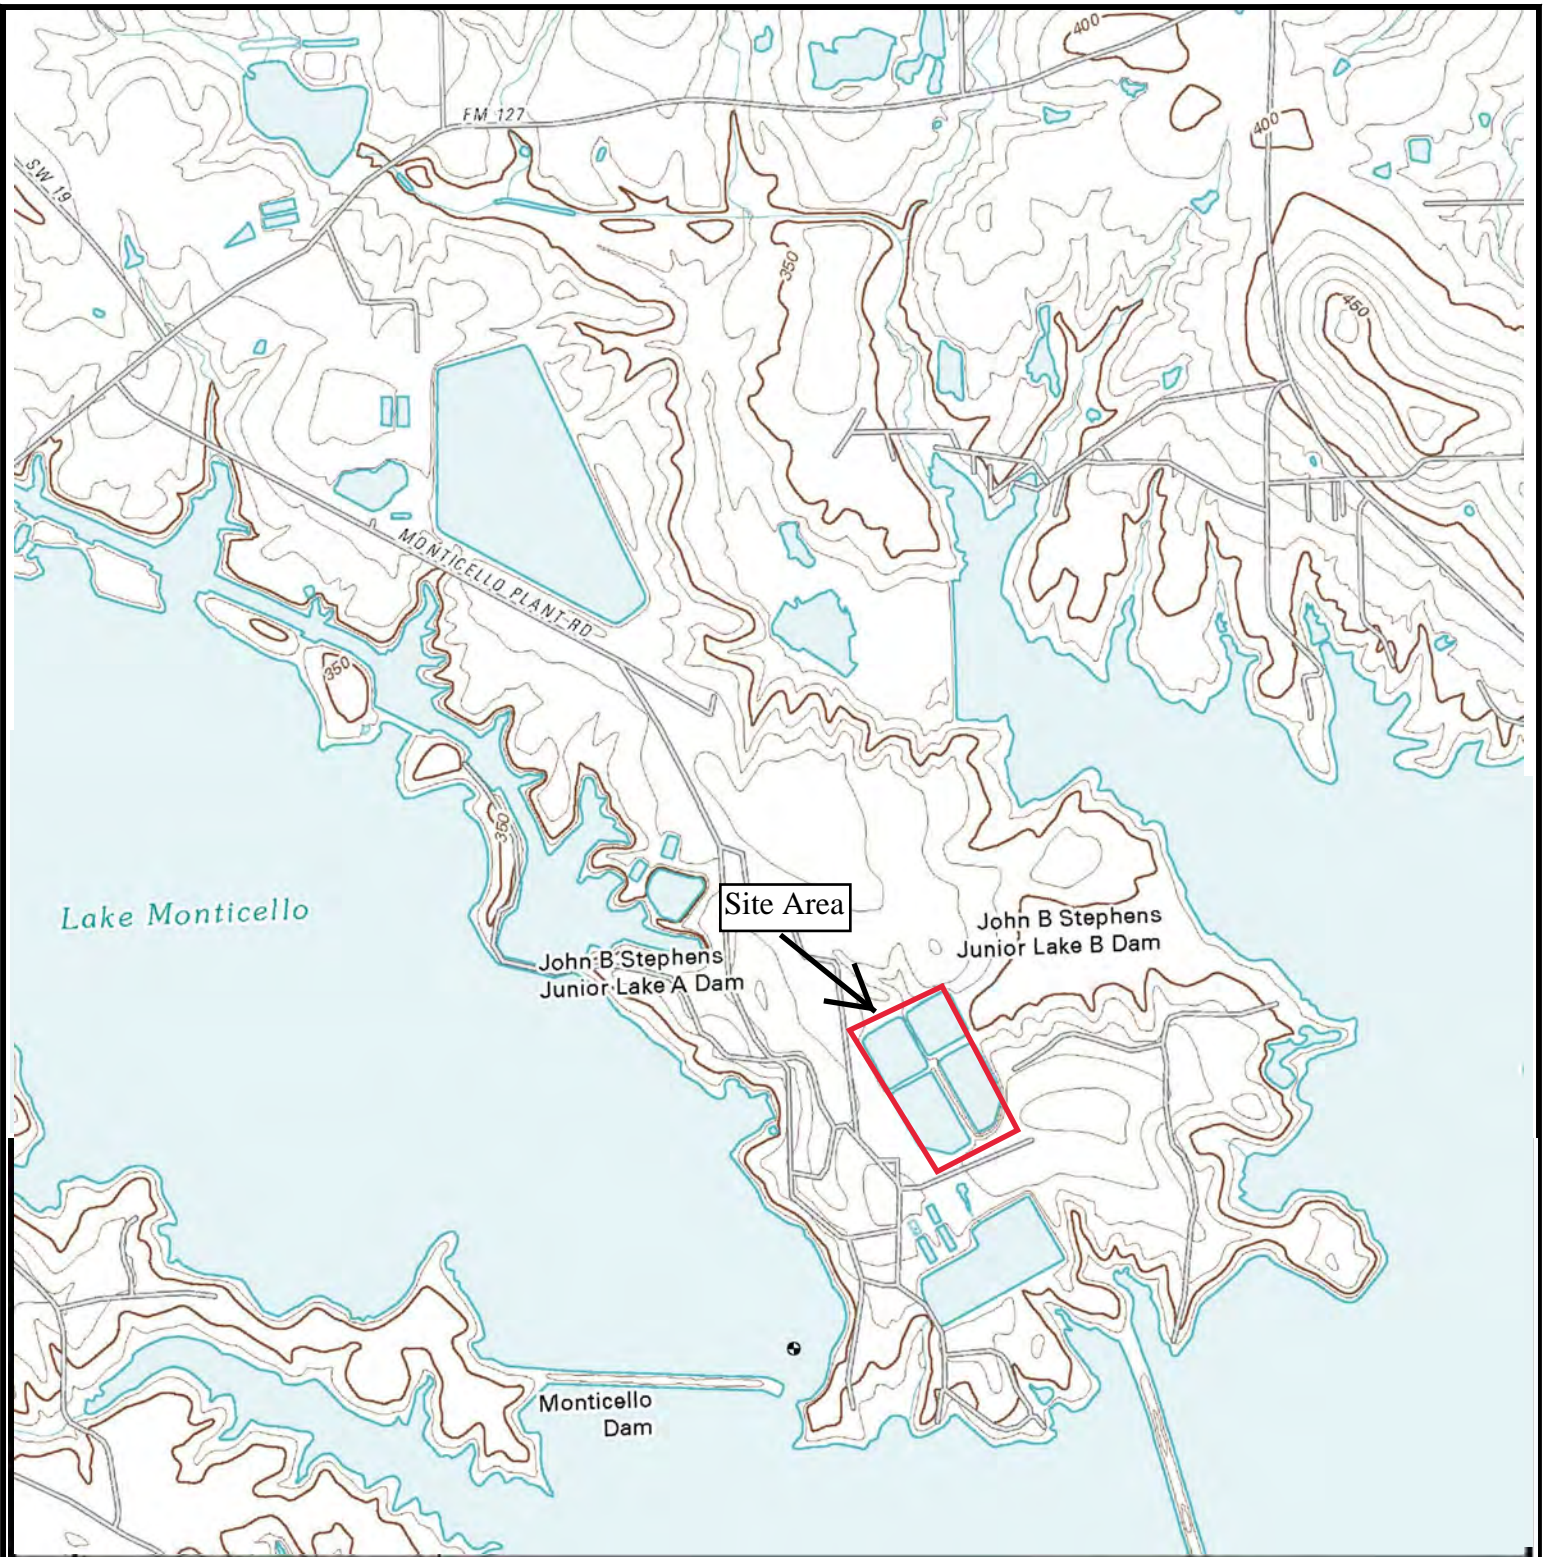 400
FM 127
400
SW 19
350
450
MONTICELLO PLANT RD
350
350
Site Area
Lake Monticello
John B Stephens
Junior Lake B Dam
John B Stephens
Junior Lake A Dam
Monticello
Dam